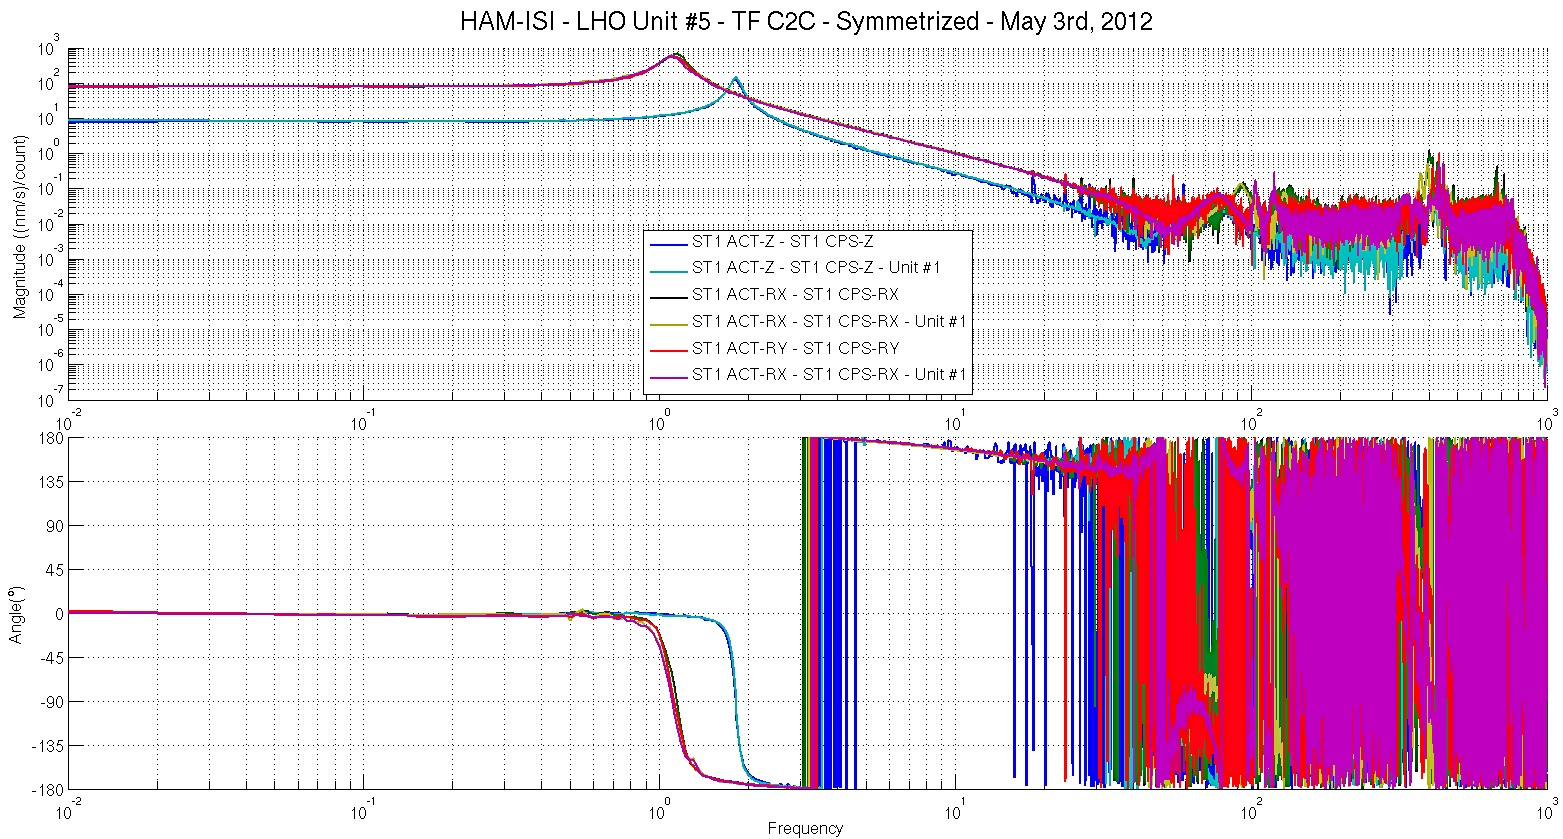 HAM-ISI - LHO Unit #5 - TF C2C - Symmetrized - May 3rd, 2012
10^3
10^2
10^1
10^0
10^-1
10^-2
10^-3
10^-4
10^-5
10^-6
10^-7
Magnitude ((nm/s)/count)
ST1 ACT-Z - ST1 CPS-Z
ST1 ACT-Z - ST1 CPS-Z - Unit #1
ST1 ACT-RX - ST1 CPS-RX
ST1 ACT-RX - ST1 CPS-RX - Unit #1
ST1 ACT-RY - ST1 CPS-RY
ST1 ACT-RX - ST1 CPS-RX - Unit #1
10^-2 10^-1 10^0 10^1 10^2 10^3
180
135
90
45
0
-45
-90
-135
-180
Angle(°)
10^-2 10^-1 10^0 10^1 10^2 10^3
Frequency